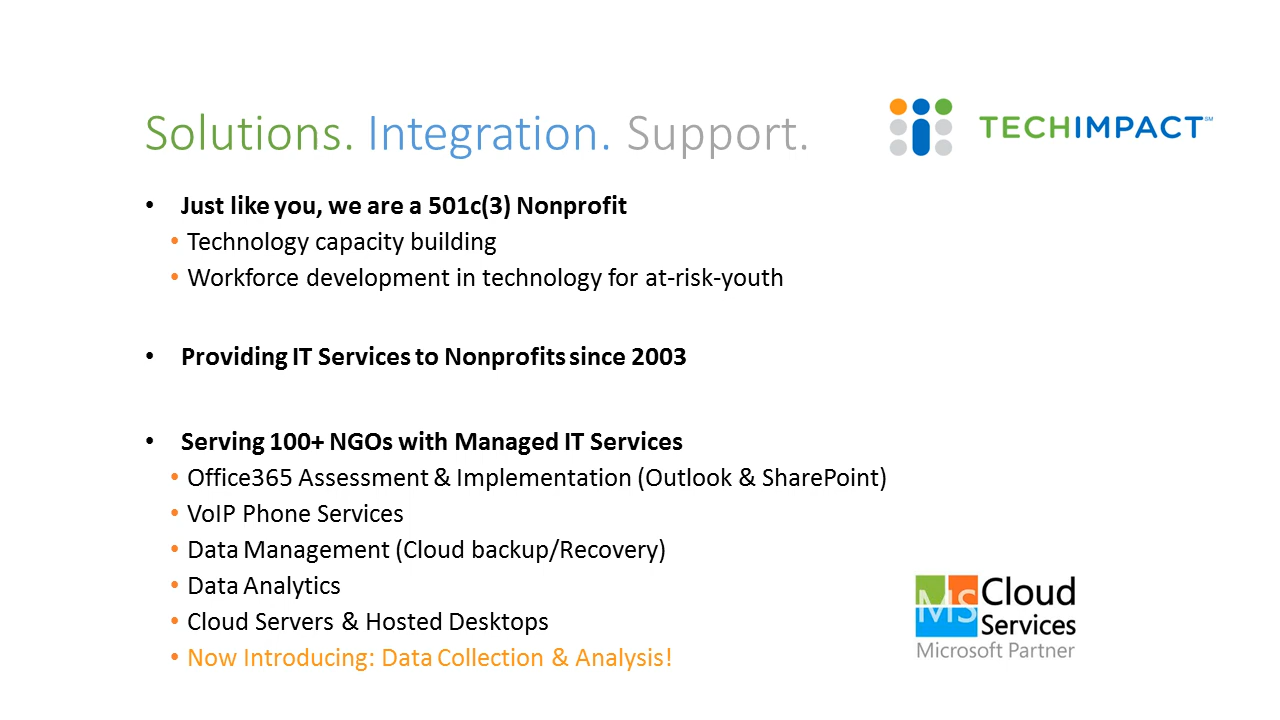 Solutions. Integration. Support.
TECHIMPACT℠
• Just like you, we are a 501c(3) Nonprofit
• Technology capacity building
• Workforce development in technology for at-risk-youth
• Providing IT Services to Nonprofits since 2003
• Serving 100+ NGOs with Managed IT Services
• Office365 Assessment & Implementation (Outlook & SharePoint)
• VoIP Phone Services
• Data Management (Cloud backup/Recovery)
• Data Analytics
• Cloud Servers & Hosted Desktops
• Now Introducing: Data Collection & Analysis!
MS Cloud
Services
Microsoft Partner